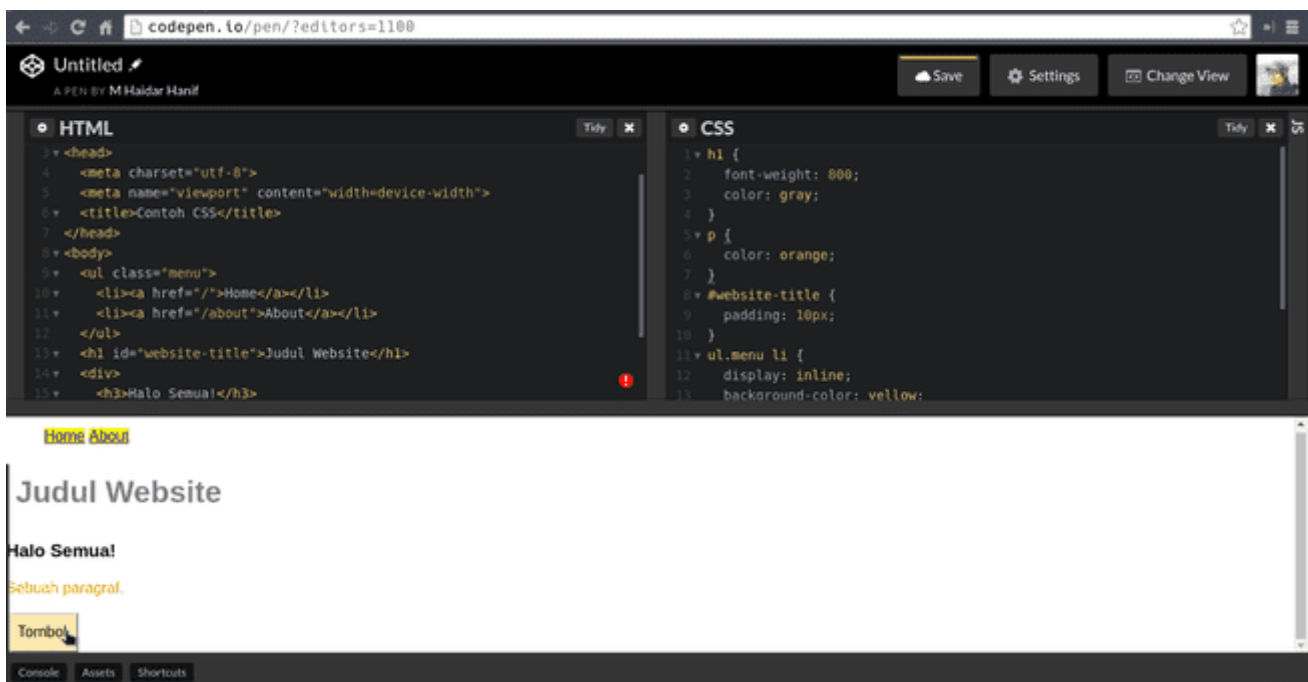 codepen.io/pen/?editors=1100
Untitled
A PEN BY M Haidar Hanif
Save
Settings
Change View
HTML
Tidy
3 <head>
4 <meta charset="utf-8">
5 <meta name="viewport" content="width=device-width">
6 <title>Contoh CSS</title>
7 </head>
8 <body>
9 <ul class="menu">
10 <li><a href="/">Home</a></li>
11 <li><a href="/about">About</a></li>
12 </ul>
13 <h1 id="website-title">Judul Website</h1>
14 <div>
15 <h3>Halo Semua!</h3>
CSS
Tidy
JS
1 h1 {
2 font-weight: 800;
3 color: gray;
4 }
5 p {
6 color: orange;
7 }
8 #website-title {
9 padding: 10px;
10 }
11 ul.menu li {
12 display: inline;
13 background-color: yellow;
Home About
Judul Website
Halo Semua!
Sebuah paragraf.
Tombol
Console Assets Shortcuts